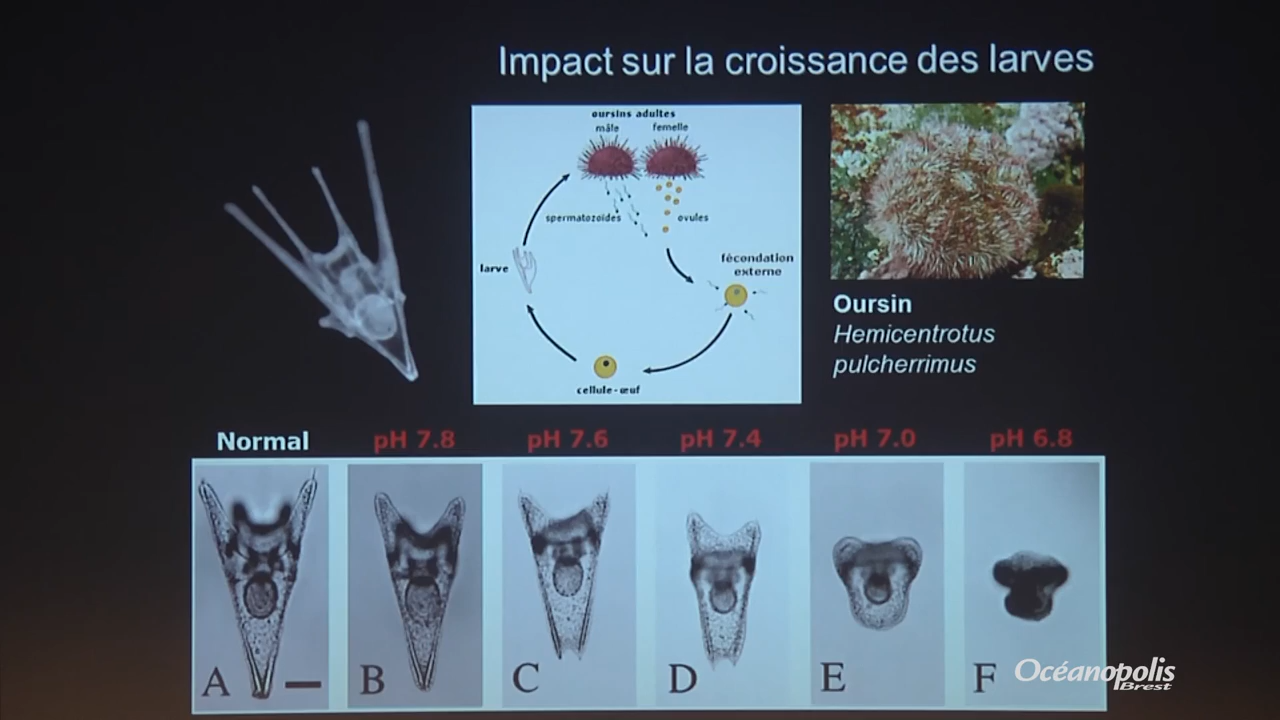 Impact sur la croissance des larves
oursins adultes
mâle femelle
spermatozoïdes ovules
larve
fécondation
externe
cellule-œuf
Oursin
Hemicentrotus
pulcherrimus
Normal pH 7.8 pH 7.6 pH 7.4 pH 7.0 pH 6.8
A B C D E F
Océanopolis
Brest